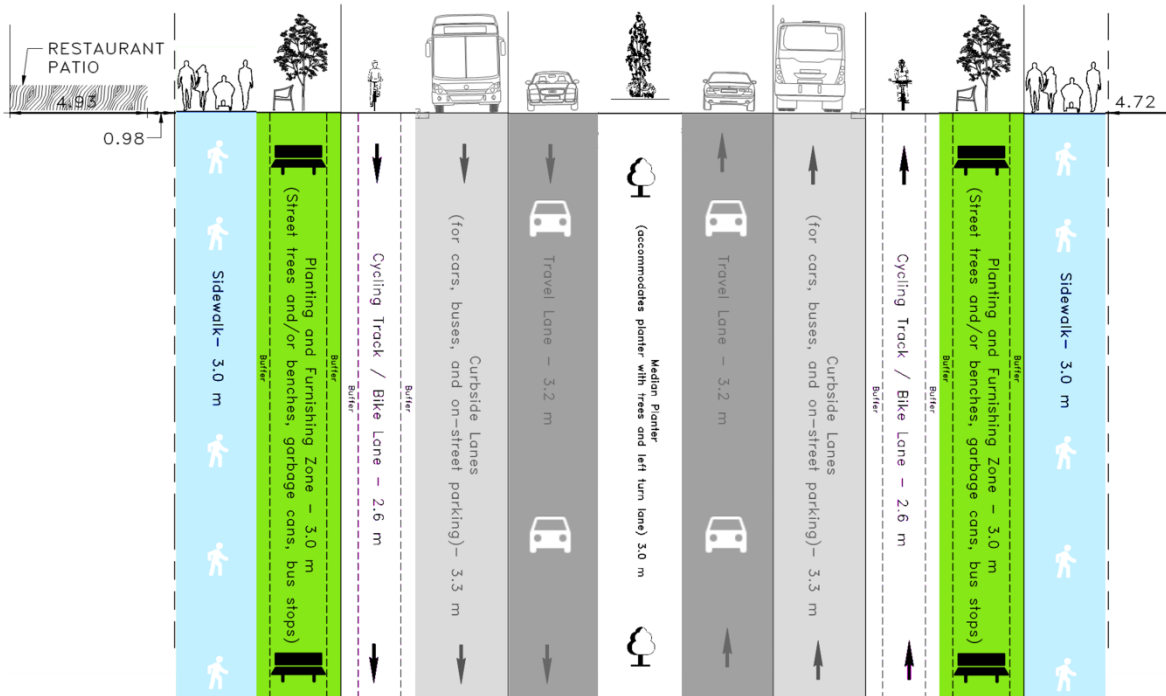 RESTAURANT
PATIO
4.93
0.98
4.72
Sidewalk– 3.0 m
Buffer
Planting and Furnishing Zone – 3.0 m
(Street trees and/or benches, garbage cans, bus stops)
Buffer
Buffer
Cycling Track / Bike Lane – 2.6 m
Buffer
Curbside Lanes
(for cars, buses, and on–street parking)– 3.3 m
Travel Lane – 3.2 m
Median Planter
(accommodates planter with trees and left turn lane) 3.0 m
Travel Lane – 3.2 m
Curbside Lanes
(for cars, buses, and on–street parking)– 3.3 m
Buffer
Cycling Track / Bike Lane – 2.6 m
Buffer
Buffer
Planting and Furnishing Zone – 3.0 m
(Street trees and/or benches, garbage cans, bus stops)
Buffer
Sidewalk– 3.0 m